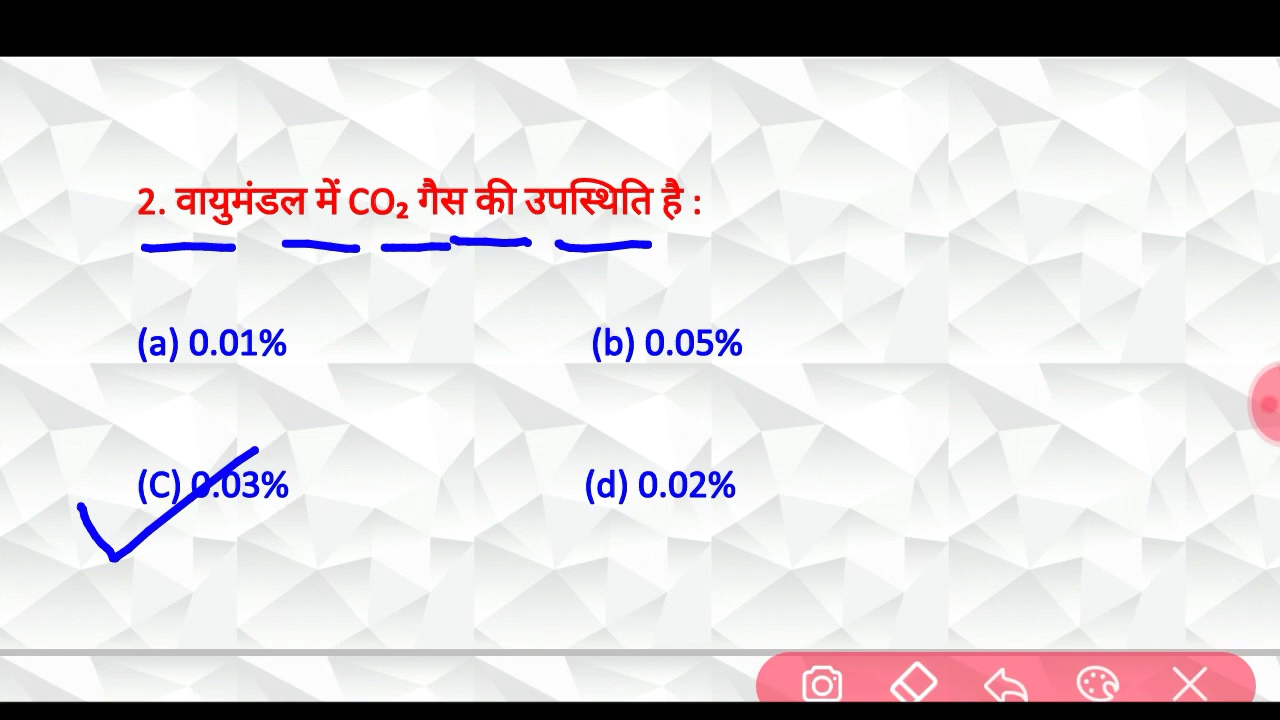 2. वायुमंडल में CO₂ गैस की उपस्थिति है :
(a) 0.01% (b) 0.05%
(C) 0.03% (d) 0.02%